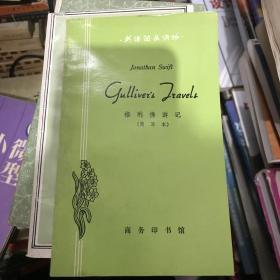 ·英语简易读物·
Jonathan Swift
Gulliver's Travels
格利佛游记
(简写本)
商务印书馆